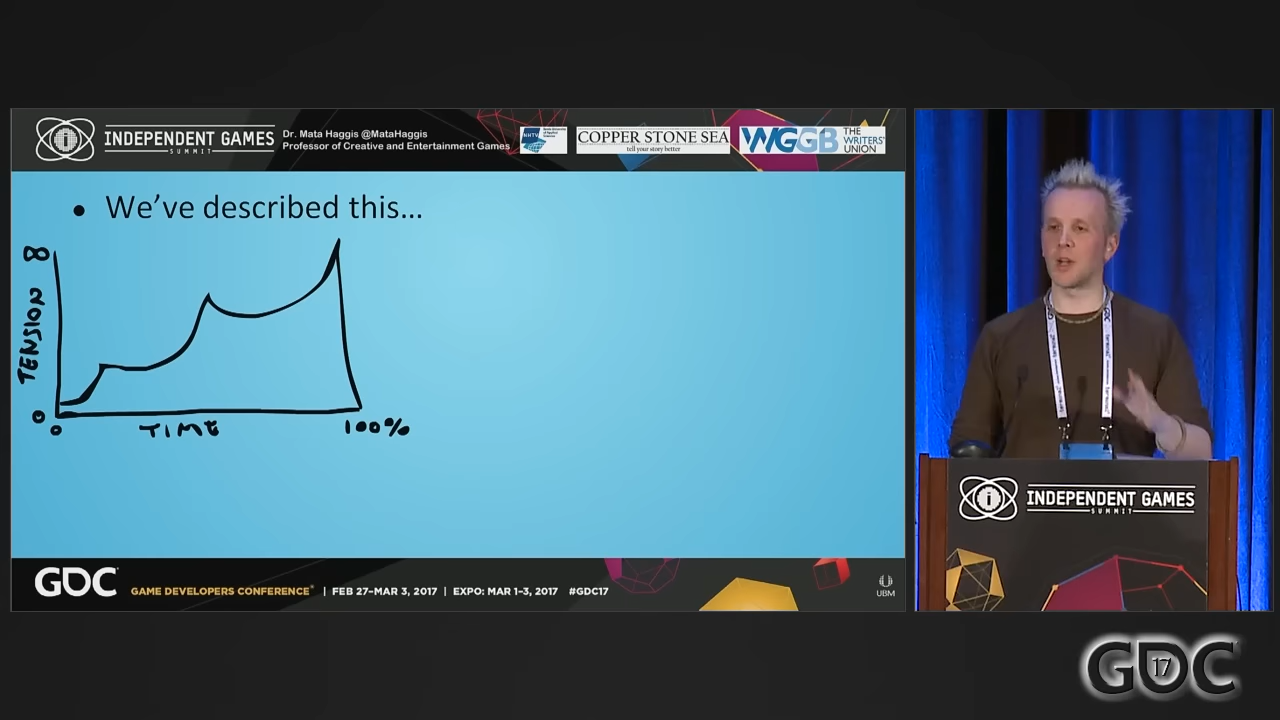 INDEPENDENT GAMES
SUMMIT
Dr. Mata Haggis @MataHaggis
Professor of Creative and Entertainment Games
NHTV
COPPER STONE SEA
tell your story better
WGGB
THE
WRITERS'
UNION
• We've described this...
∞
TENSION
0
0
TIME
100%
GDC
GAME DEVELOPERS CONFERENCE® | FEB 27–MAR 3, 2017 | EXPO: MAR 1–3, 2017 #GDC17
UBM
GDC
INDEPENDENT GAMES
SUMMIT
GDC
17